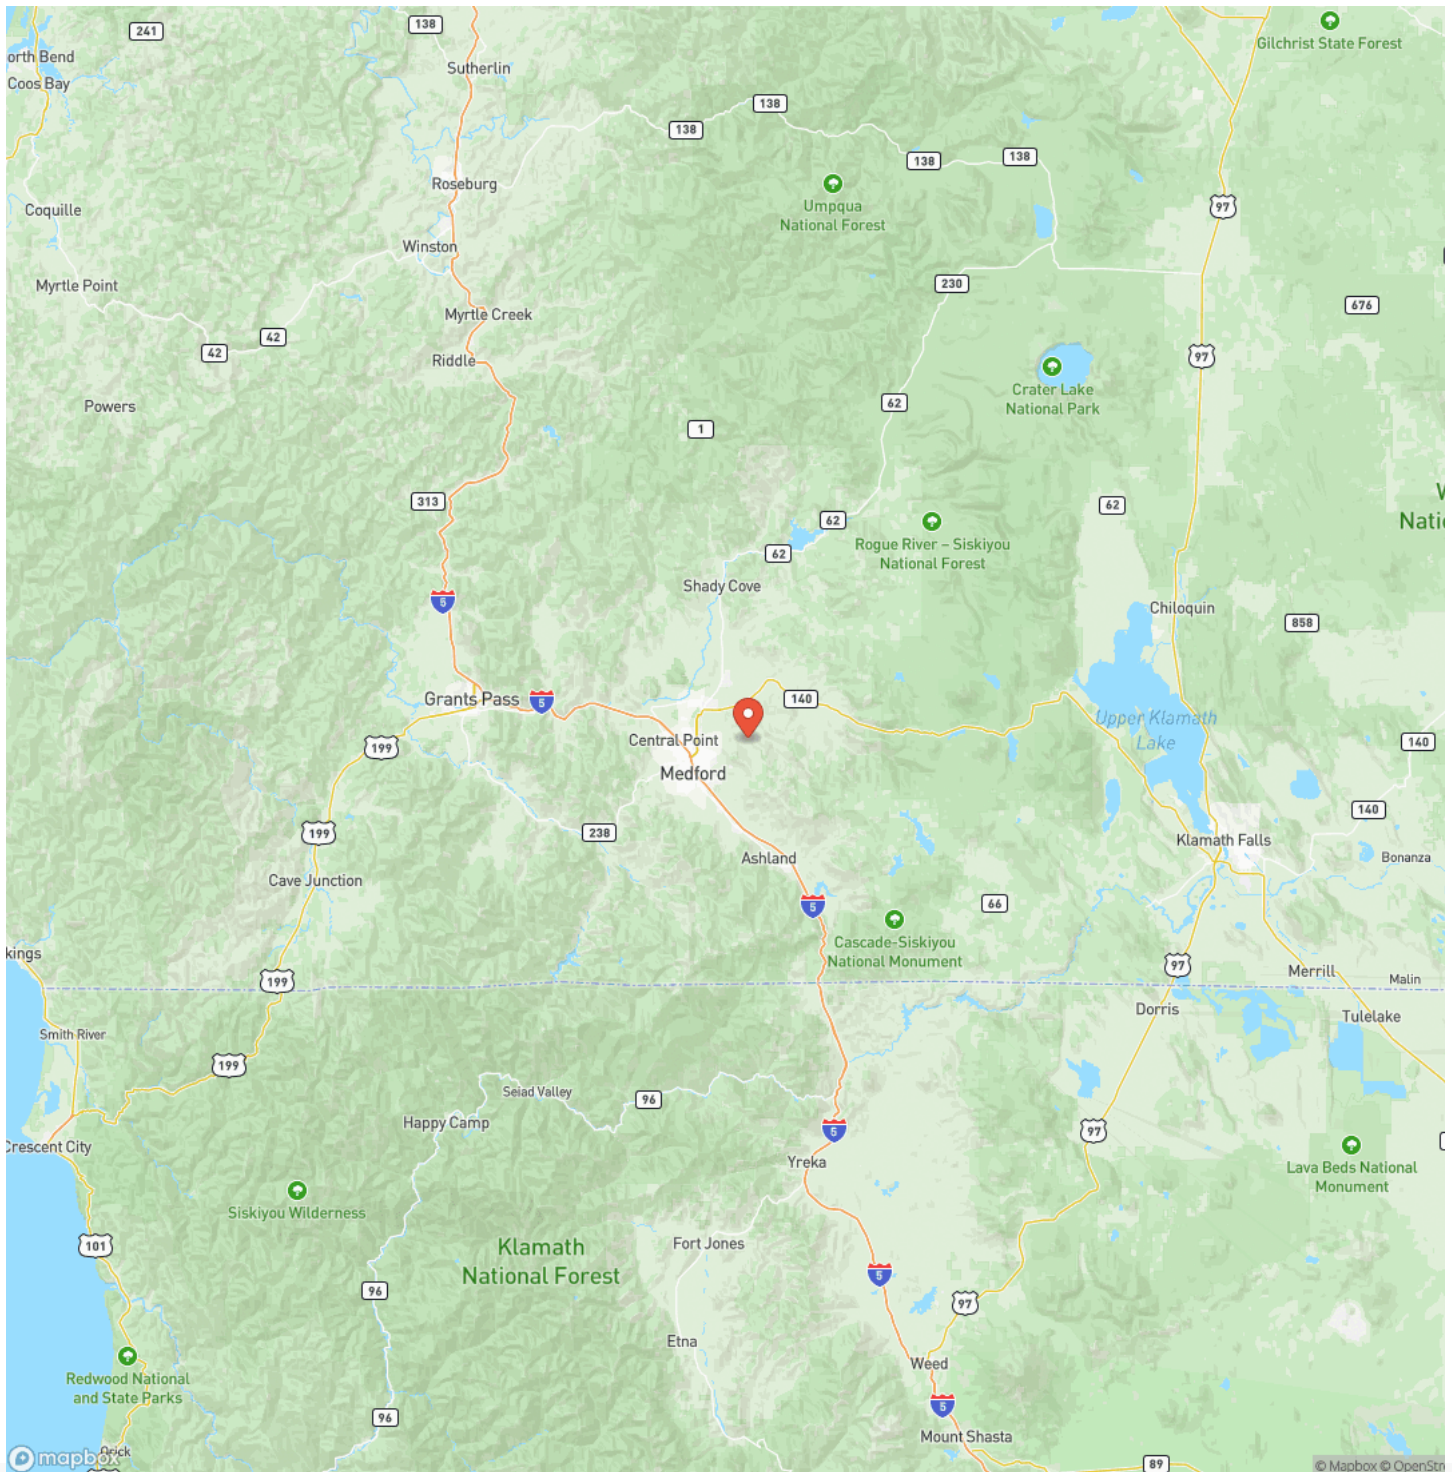 241
138
Gilchrist State Forest
orth Bend
Sutherlin
Coos Bay
138
138
138
138
Roseburg
Umpqua
National Forest
97
Coquille
Winston
Myrtle Point
230
676
Myrtle Creek
42
42
Riddle
97
Crater Lake
National Park
Powers
62
1
313
62
62
Rogue River – Siskiyou
National Forest
Natio
62
Shady Cove
5
Chiloquin
858
Grants Pass
5
140
Upper Klamath
Lake
199
Central Point
Medford
140
140
199
238
Klamath Falls
Ashland
Bonanza
Cave Junction
5
66
Cascade-Siskiyou
National Monument
kings
97
Merrill
199
Malin
Dorris
Tulelake
Smith River
199
Seiad Valley
96
Happy Camp
5
97
Crescent City
Yreka
Lava Beds National
Monument
Siskiyou Wilderness
101
Klamath
National Forest
Fort Jones
5
96
97
Etna
Weed
Redwood National
and State Parks
96
5
Mount Shasta
Orick
mapbox
89
© Mapbox © OpenStre